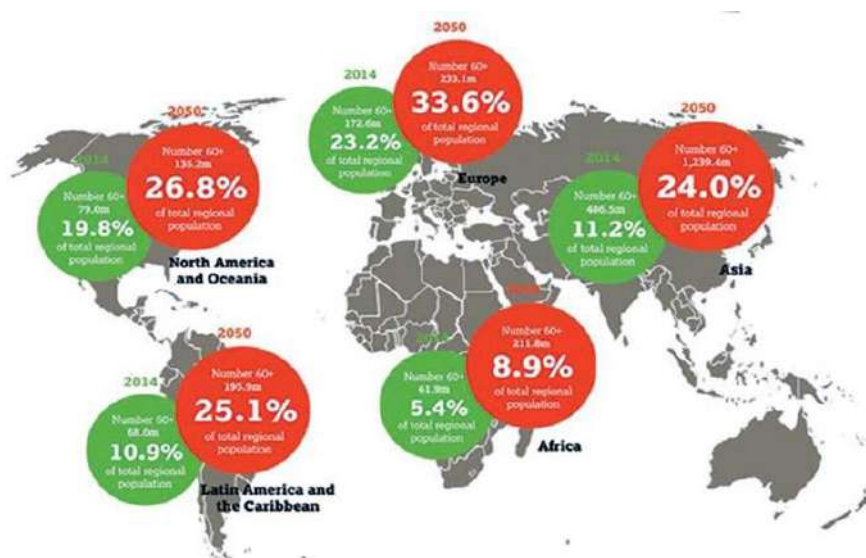 2050
Number 60+
233.1m
33.6%
of total regional
population
2014
Number 60+
172.6m
23.2%
of total regional
population
Europe
2050
Number 60+
135.2m
26.8%
of total regional
population
2014
Number 60+
79.0m
19.8%
of total regional
population
North America
and Oceania
2050
Number 60+
1,239.4m
24.0%
of total regional
population
2014
Number 60+
486.5m
11.2%
of total regional
population
Asia
2050
Number 60+
195.9m
25.1%
of total regional
population
2014
Number 60+
68.0m
10.9%
of total regional
population
Latin America and
the Caribbean
Number 60+
211.8m
8.9%
of total regional
population
Number 60+
61.9m
5.4%
of total regional
population
Africa